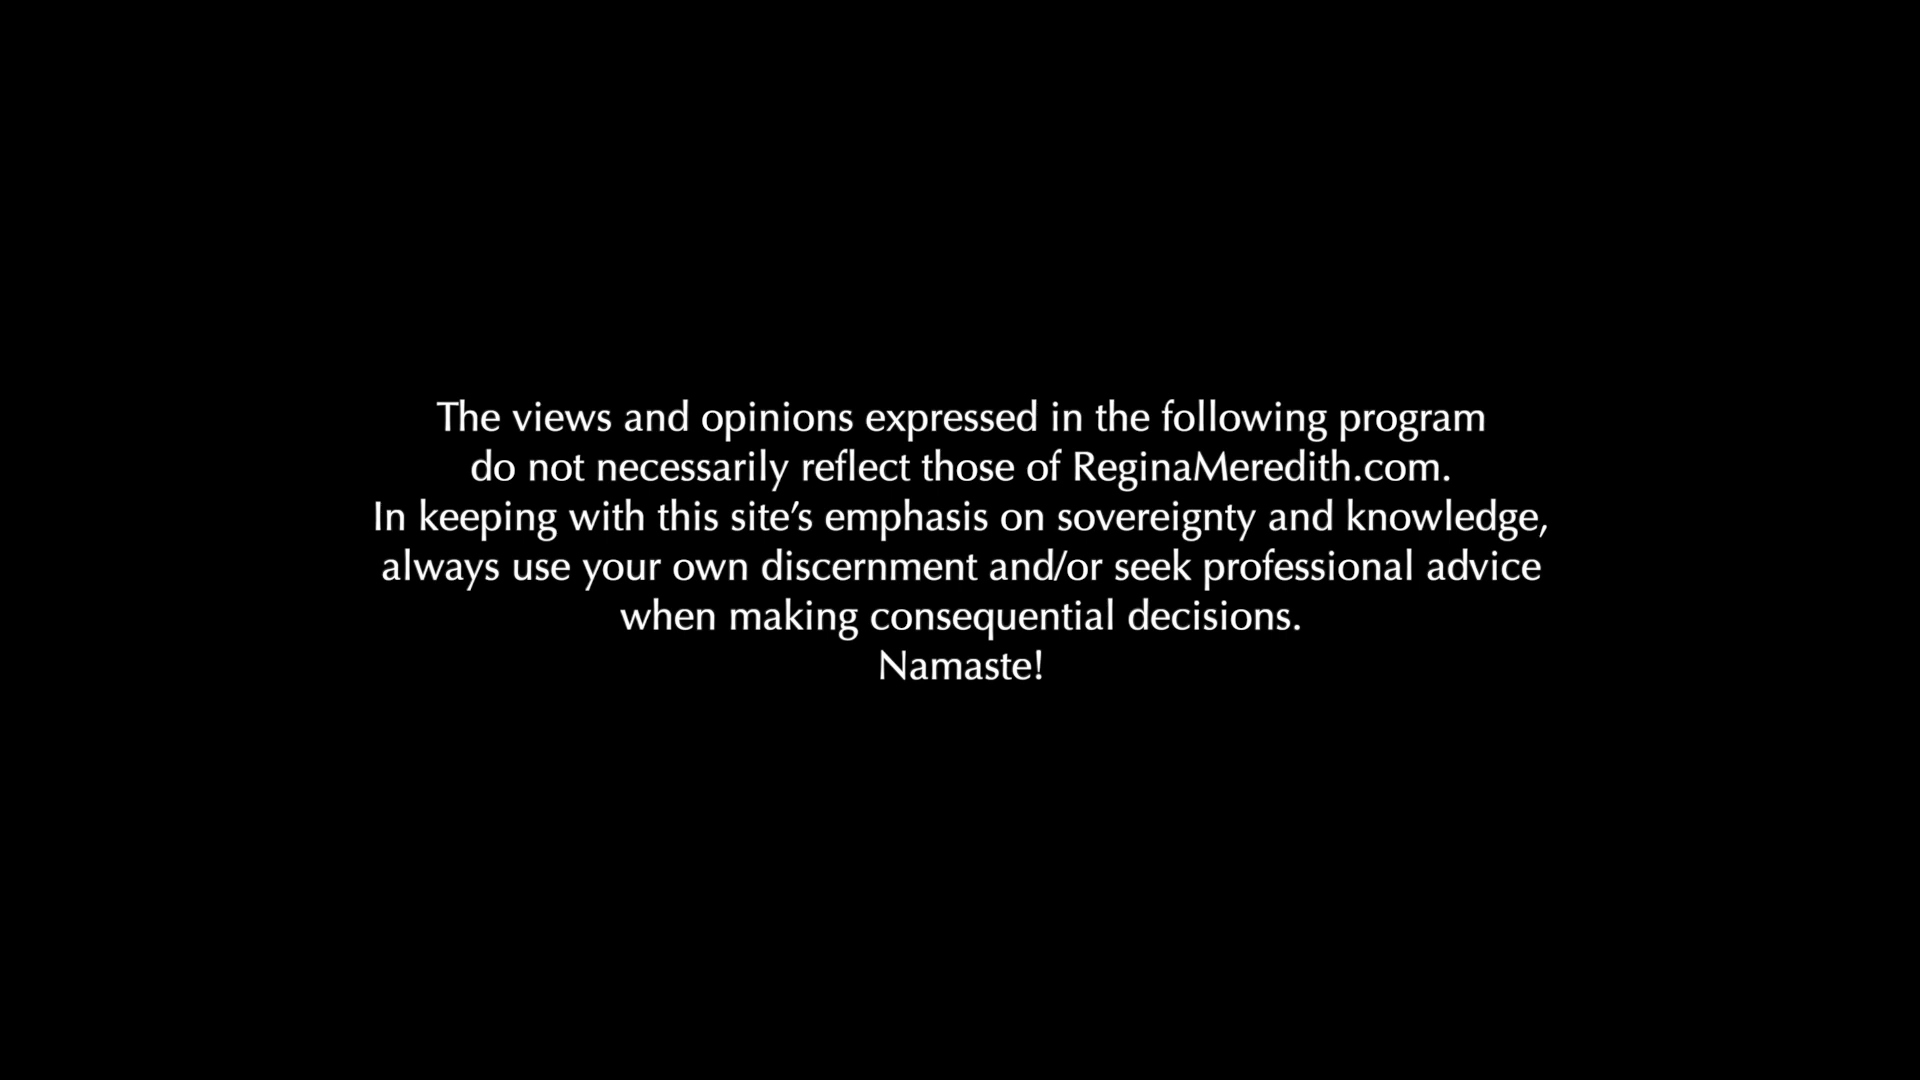 The views and opinions expressed in the following program
do not necessarily reflect those of ReginaMeredith.com.
In keeping with this site’s emphasis on sovereignty and knowledge,
always use your own discernment and/or seek professional advice
when making consequential decisions.
Namaste!